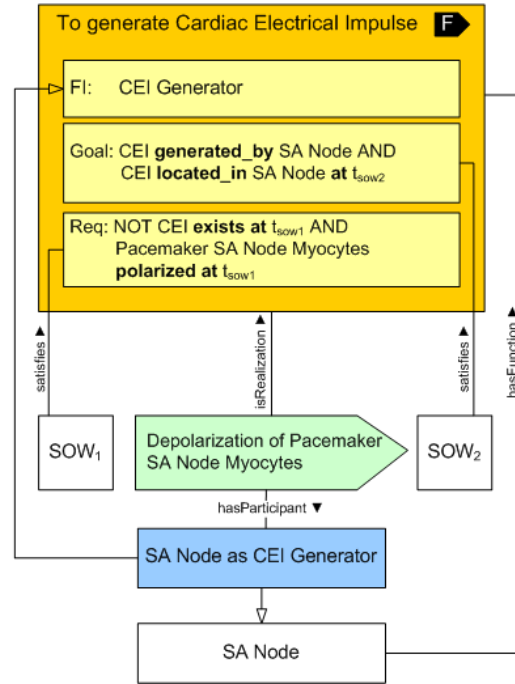 To generate Cardiac Electrical Impulse F
FI: CEI Generator
Goal: CEI generated_by SA Node AND
CEI located_in SA Node at tsow2
Req: NOT CEI exists at tsow1 AND
Pacemaker SA Node Myocytes
polarized at tsow1
satisfies ▲
isRealization ▲
satisfies ▲
hasFunction ▲
SOW1
Depolarization of Pacemaker
SA Node Myocytes
SOW2
hasParticipant ▼
SA Node as CEI Generator
SA Node